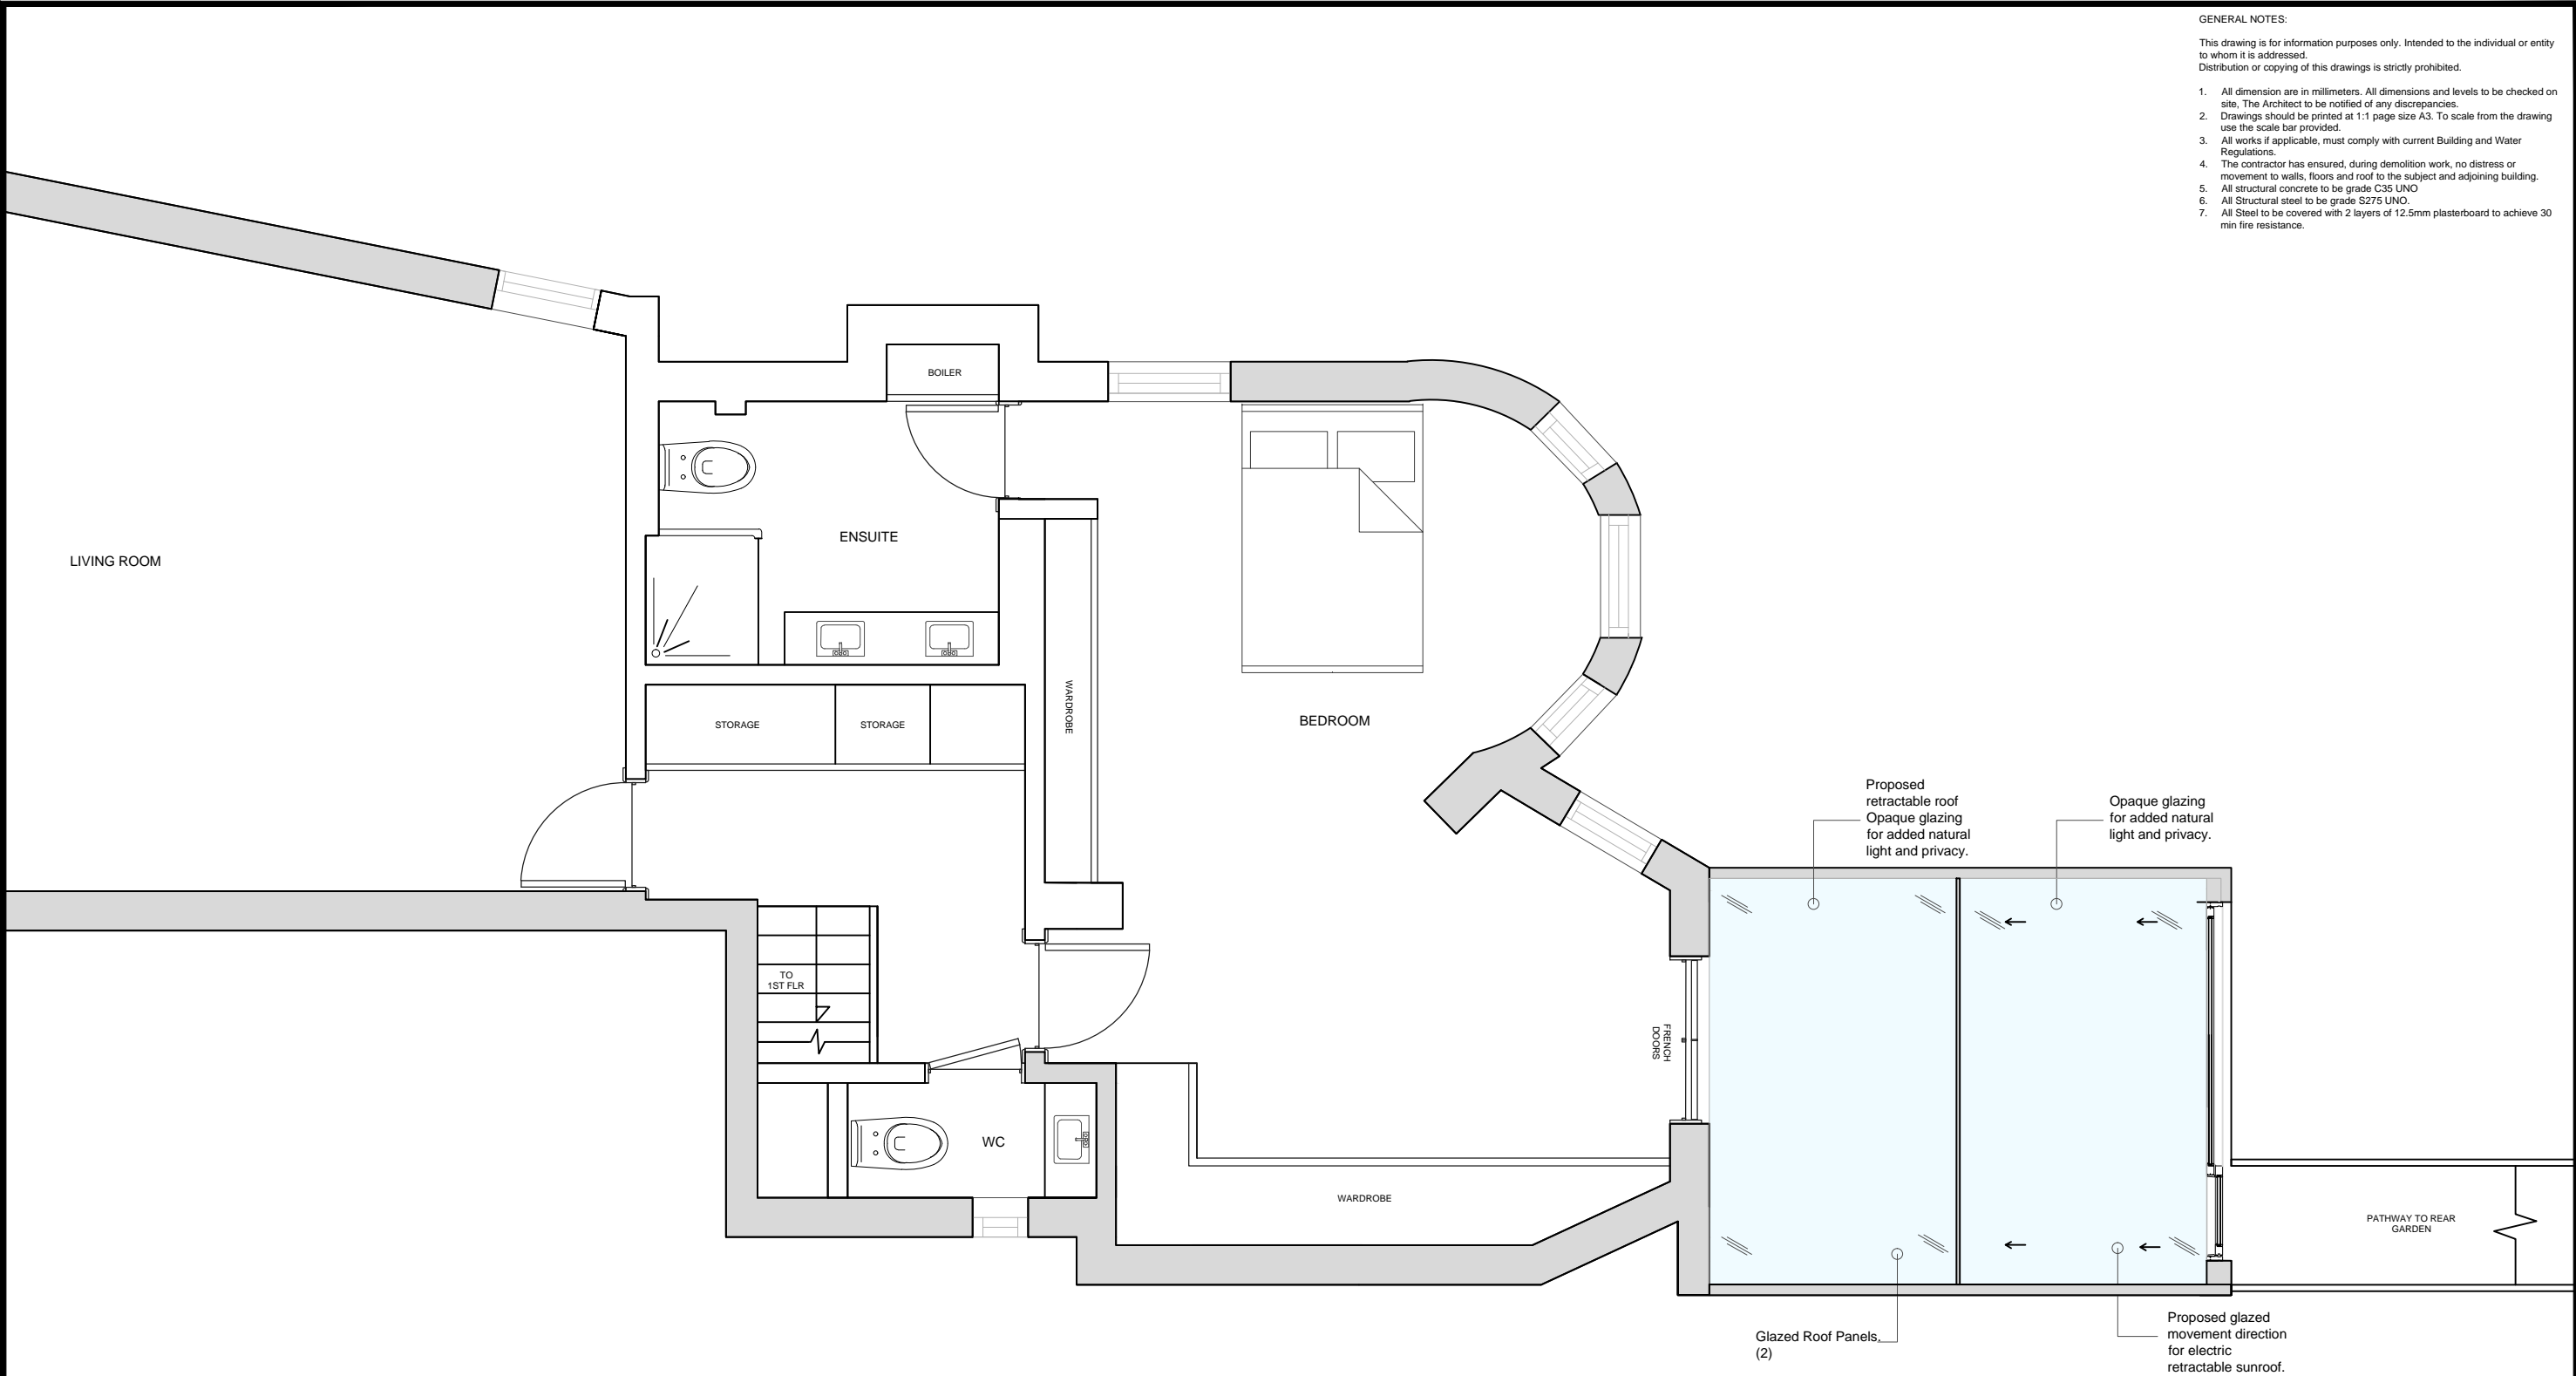 GENERAL NOTES:
This drawing is for information purposes only. Intended to the individual or entity
to whom it is addressed.
Distribution or copying of this drawings is strictly prohibited.
1. All dimension are in millimeters. All dimensions and levels to be checked on
site, The Architect to be notified of any discrepancies.
2. Drawings should be printed at 1:1 page size A3. To scale from the drawing
use the scale bar provided.
3. All works if applicable, must comply with current Building and Water
Regulations.
4. The contractor has ensured, during demolition work, no distress or
movement to walls, floors and roof to the subject and adjoining building.
5. All structural concrete to be grade C35 UNO
6. All Structural steel to be grade S275 UNO.
7. All Steel to be covered with 2 layers of 12.5mm plasterboard to achieve 30
min fire resistance.
BOILER
ENSUITE
LIVING ROOM
WARDROBE
STORAGE
STORAGE
BEDROOM
Proposed
retractable roof
Opaque glazing
for added natural
light and privacy.
Opaque glazing
for added natural
light and privacy.
TO
1ST FLR
FRENCH
DOORS
WC
WARDROBE
PATHWAY TO REAR
GARDEN
Glazed Roof Panels.
(2)
Proposed glazed
movement direction
for electric
retractable sunroof.